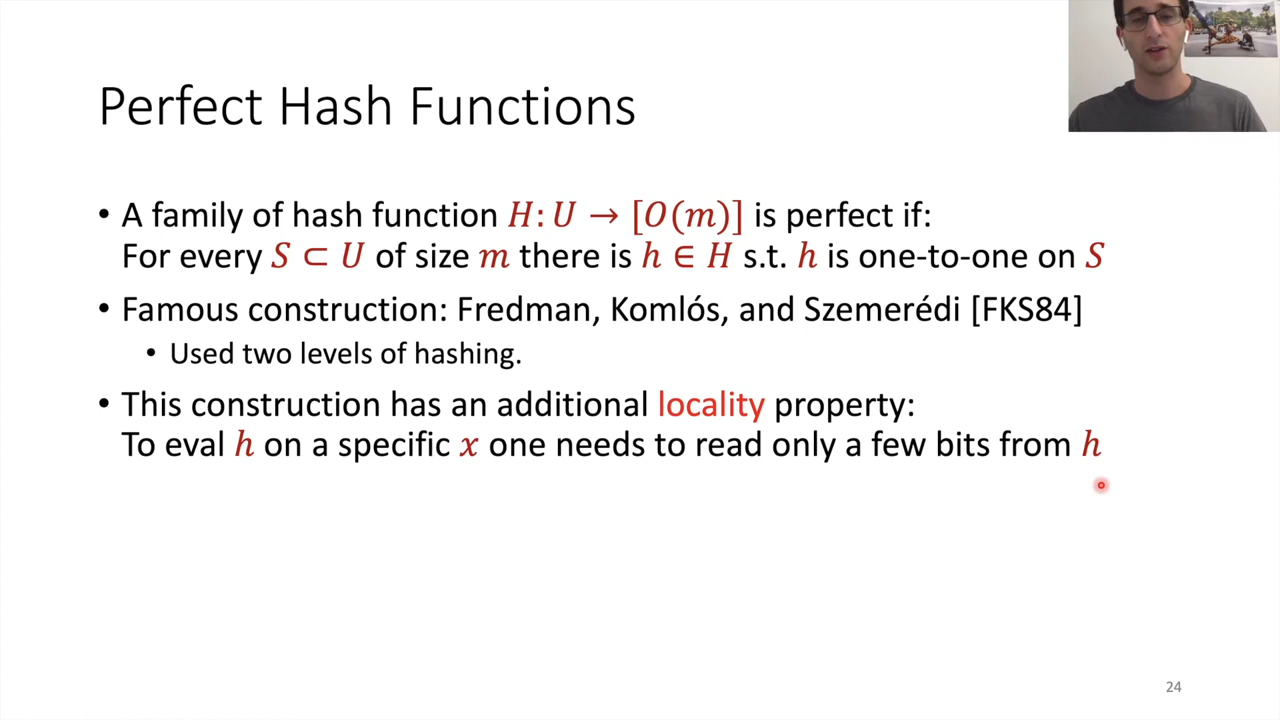 Perfect Hash Functions
• A family of hash function H: U → [O(m)] is perfect if:
For every S ⊂ U of size m there is h ∈ H s.t. h is one-to-one on S
• Famous construction: Fredman, Komlós, and Szemerédi [FKS84]
• Used two levels of hashing.
• This construction has an additional locality property:
To eval h on a specific x one needs to read only a few bits from h
24